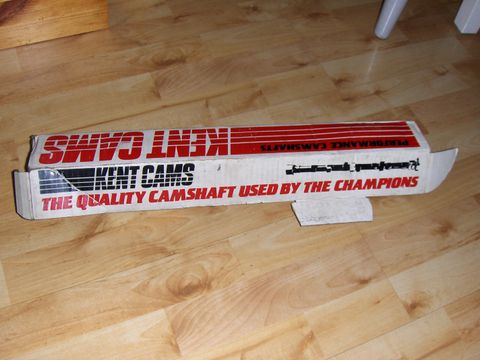 KENT CAMS
PERFORMANCE CAMSHAFTS
KENT CAMS
THE QUALITY CAMSHAFT USED BY THE CHAMPIONS